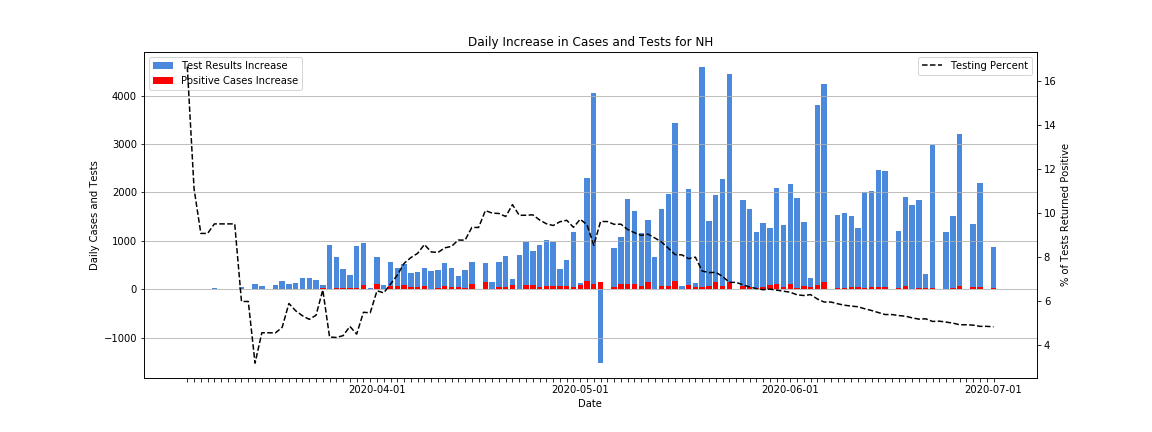 Daily Increase in Cases and Tests for NH
Test Results Increase
Positive Cases Increase
Testing Percent
4000
3000
2000
1000
0
−1000
Daily Cases and Tests
16
14
12
10
8
6
4
% of Tests Returned Positive
2020-04-01
2020-05-01
2020-06-01
2020-07-01
Date